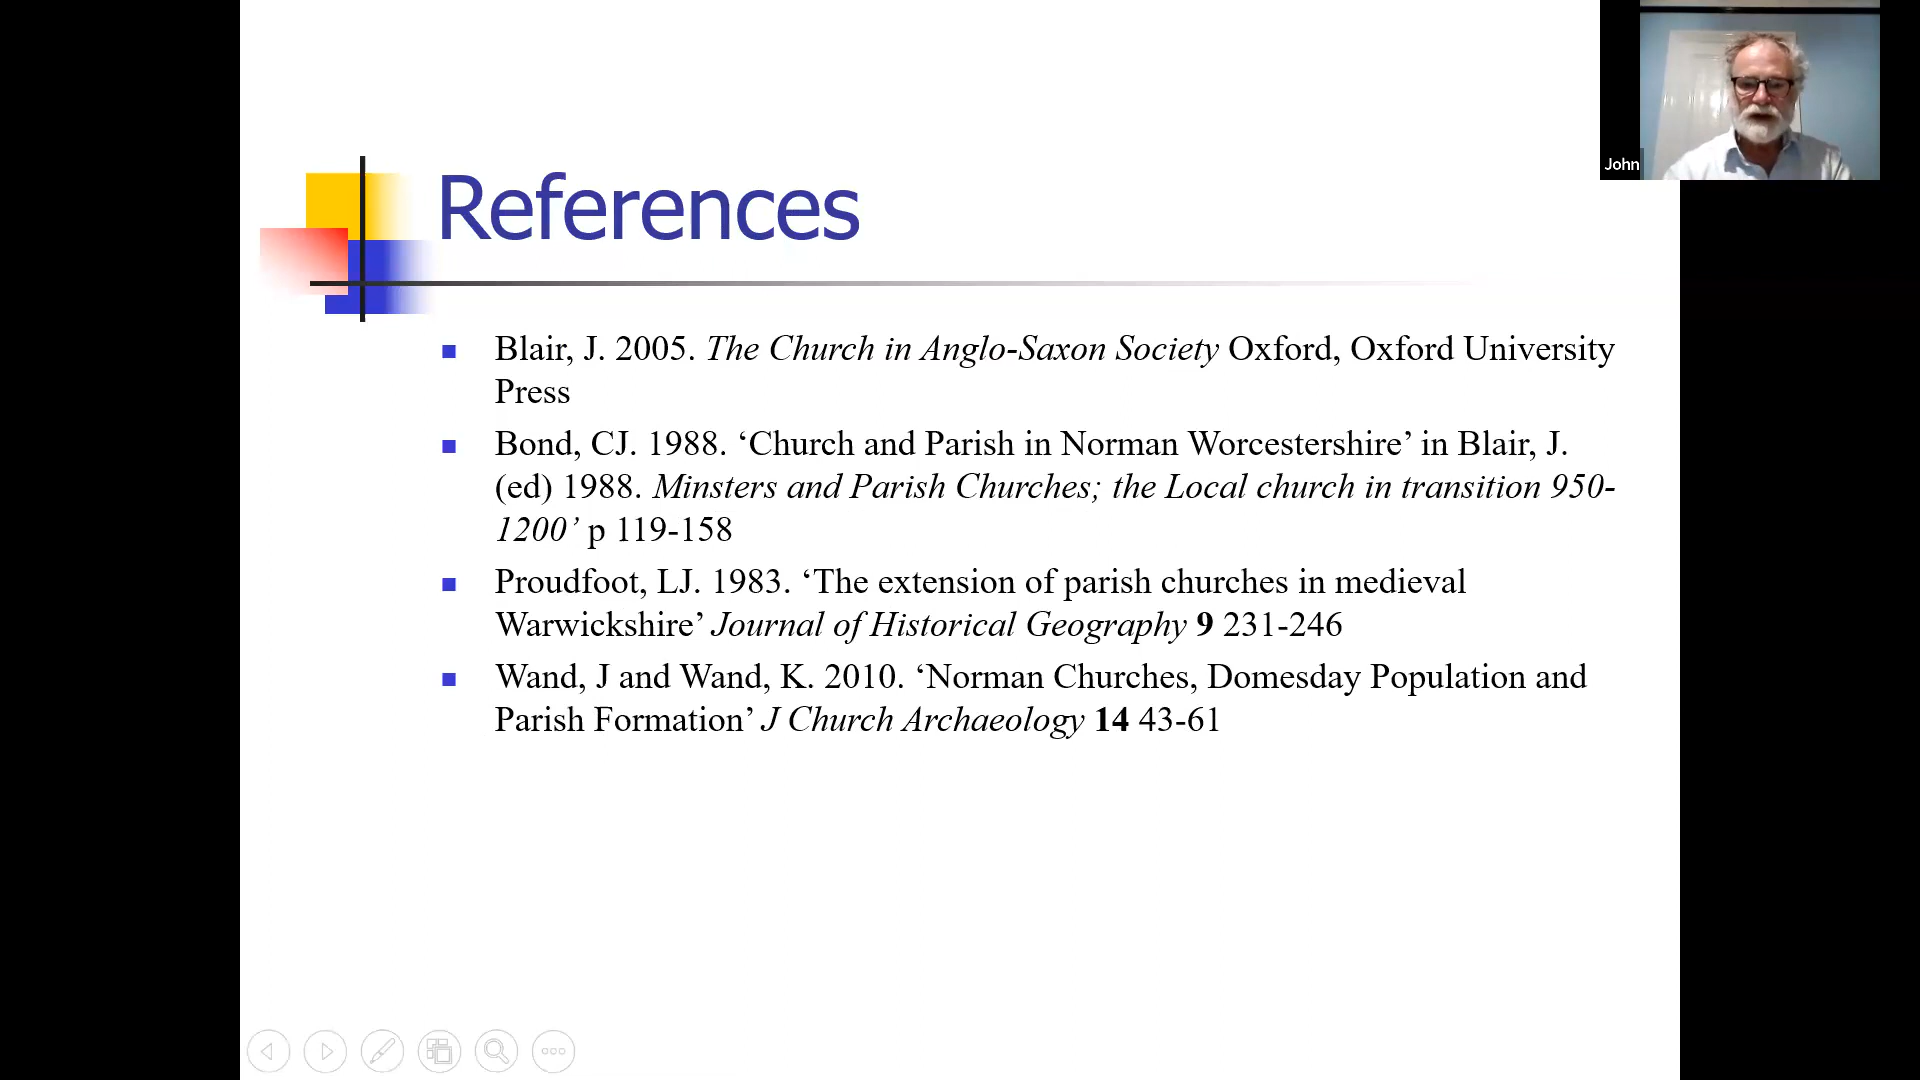 John
References
Blair, J. 2005. The Church in Anglo-Saxon Society Oxford, Oxford University
Press
Bond, CJ. 1988. ‘Church and Parish in Norman Worcestershire’ in Blair, J.
(ed) 1988. Minsters and Parish Churches; the Local church in transition 950-
1200’ p 119-158
Proudfoot, LJ. 1983. ‘The extension of parish churches in medieval
Warwickshire’ Journal of Historical Geography 9 231-246
Wand, J and Wand, K. 2010. ‘Norman Churches, Domesday Population and
Parish Formation’ J Church Archaeology 14 43-61